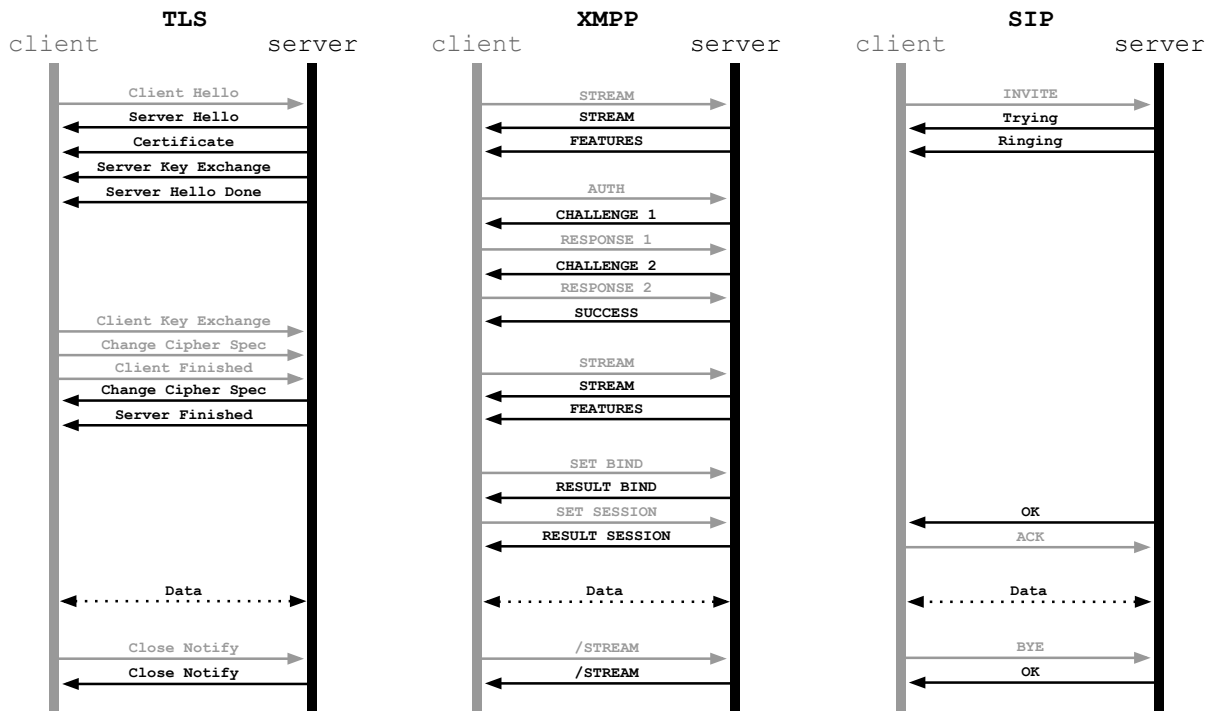 TLS
client server
Client Hello
Server Hello
Certificate
Server Key Exchange
Server Hello Done
Client Key Exchange
Change Cipher Spec
Client Finished
Change Cipher Spec
Server Finished
Data
Close Notify
Close Notify
XMPP
client server
STREAM
STREAM
FEATURES
AUTH
CHALLENGE 1
RESPONSE 1
CHALLENGE 2
RESPONSE 2
SUCCESS
STREAM
STREAM
FEATURES
SET BIND
RESULT BIND
SET SESSION
RESULT SESSION
Data
/STREAM
/STREAM
SIP
client server
INVITE
Trying
Ringing
OK
ACK
Data
BYE
OK